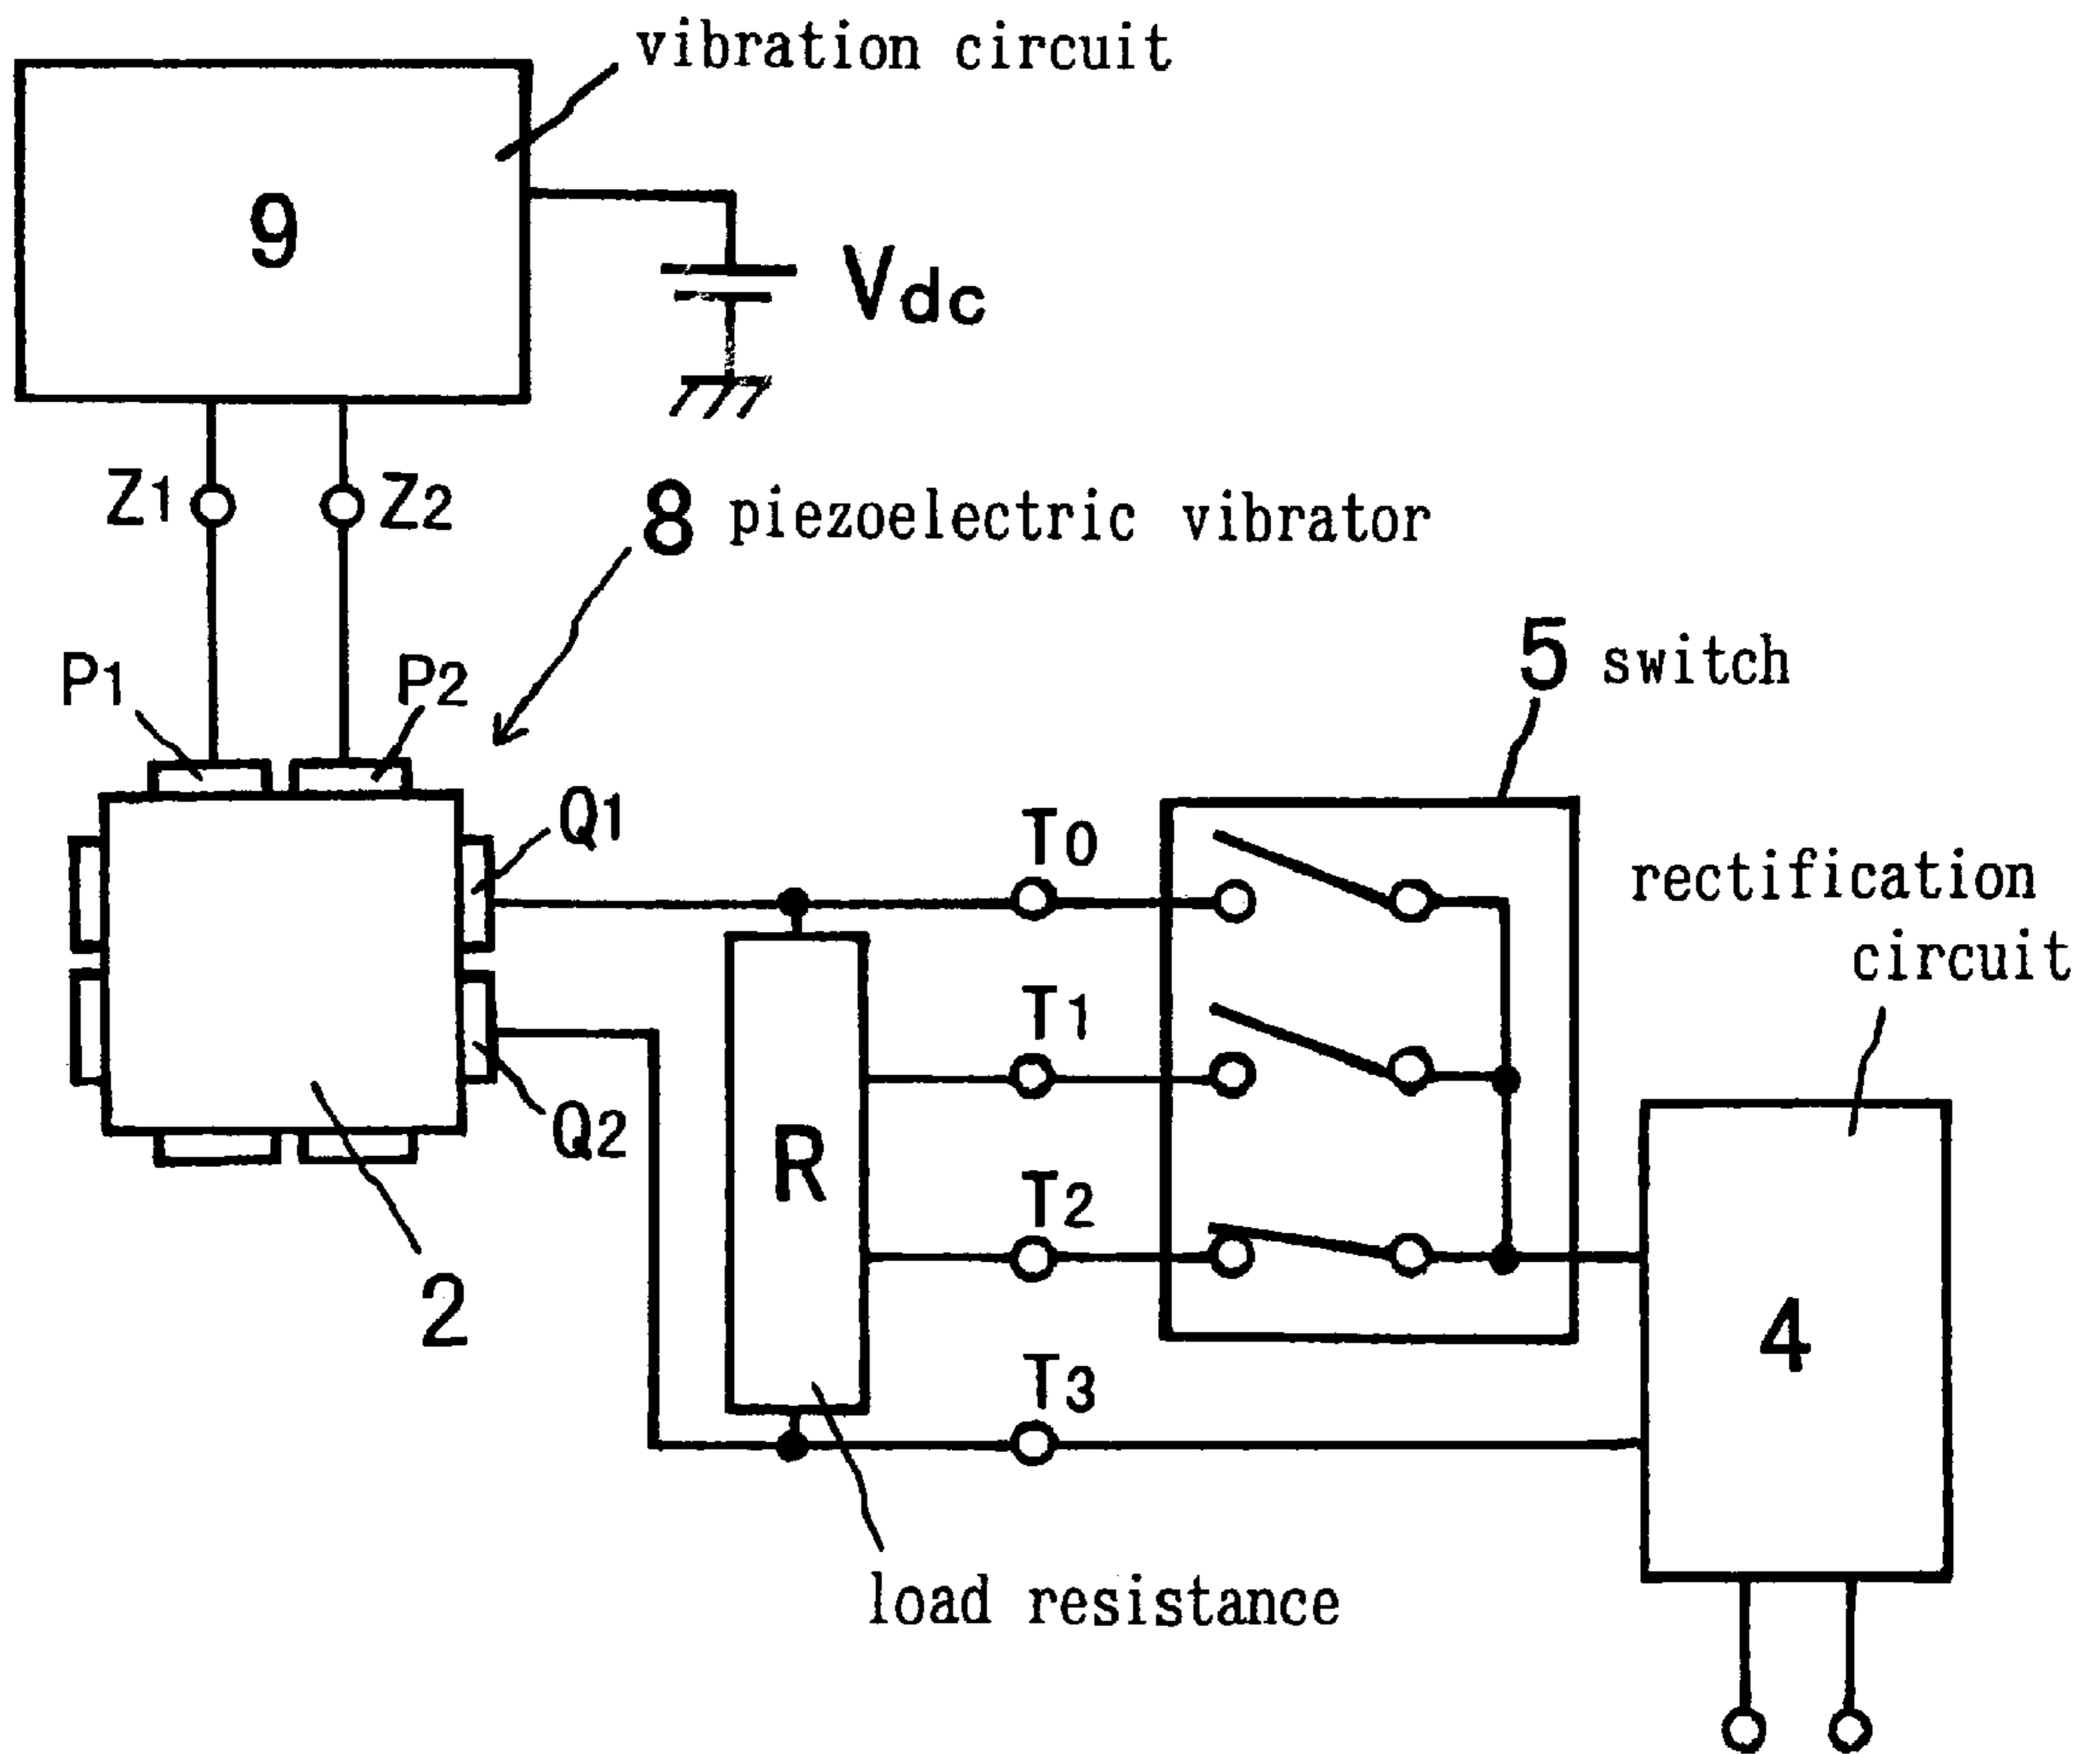 vibration circuit
9
Vdc
Z1
Z2
8 piezoelectric vibrator
P1
P2
5 switch
Q1
T0
rectification
circuit
T1
Q2
R
T2
2
4
T3
load resistance